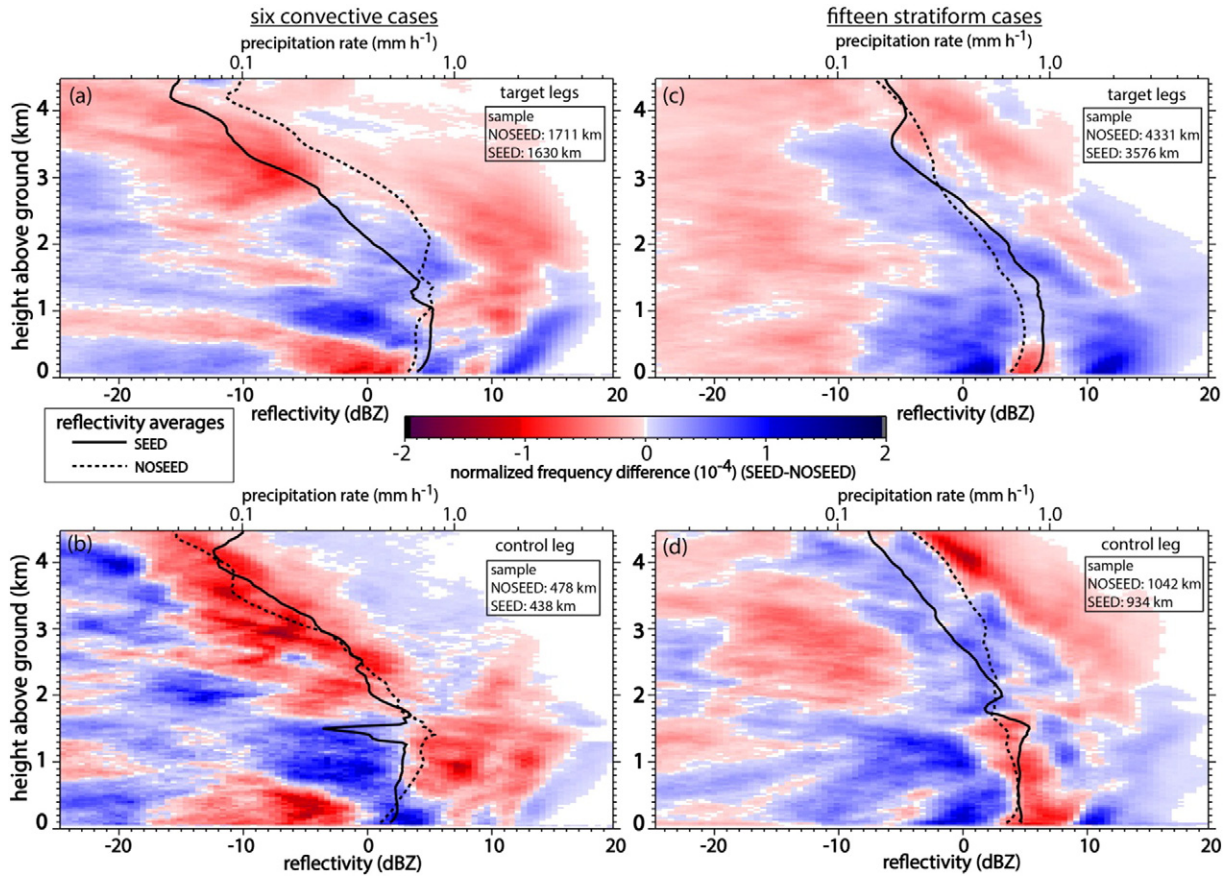 six convective cases
fifteen stratiform cases
precipitation rate (mm h⁻¹)
precipitation rate (mm h⁻¹)
0.1
1.0
0.1
1.0
(a)
target legs
sample
NOSEED: 1711 km
SEED: 1630 km
(c)
target legs
sample
NOSEED: 4331 km
SEED: 3576 km
height above ground (km)
4
3
2
1
0
-20
-10
0
10
20
-20
-10
0
10
20
reflectivity (dBZ)
reflectivity (dBZ)
reflectivity averages
SEED
NOSEED
-2
-1
0
1
2
normalized frequency difference (10⁻⁴) (SEED-NOSEED)
precipitation rate (mm h⁻¹)
precipitation rate (mm h⁻¹)
0.1
1.0
0.1
1.0
(b)
control leg
sample
NOSEED: 478 km
SEED: 438 km
(d)
control leg
sample
NOSEED: 1042 km
SEED: 934 km
height above ground (km)
4
3
2
1
0
-20
-10
0
10
20
-20
-10
0
10
20
reflectivity (dBZ)
reflectivity (dBZ)